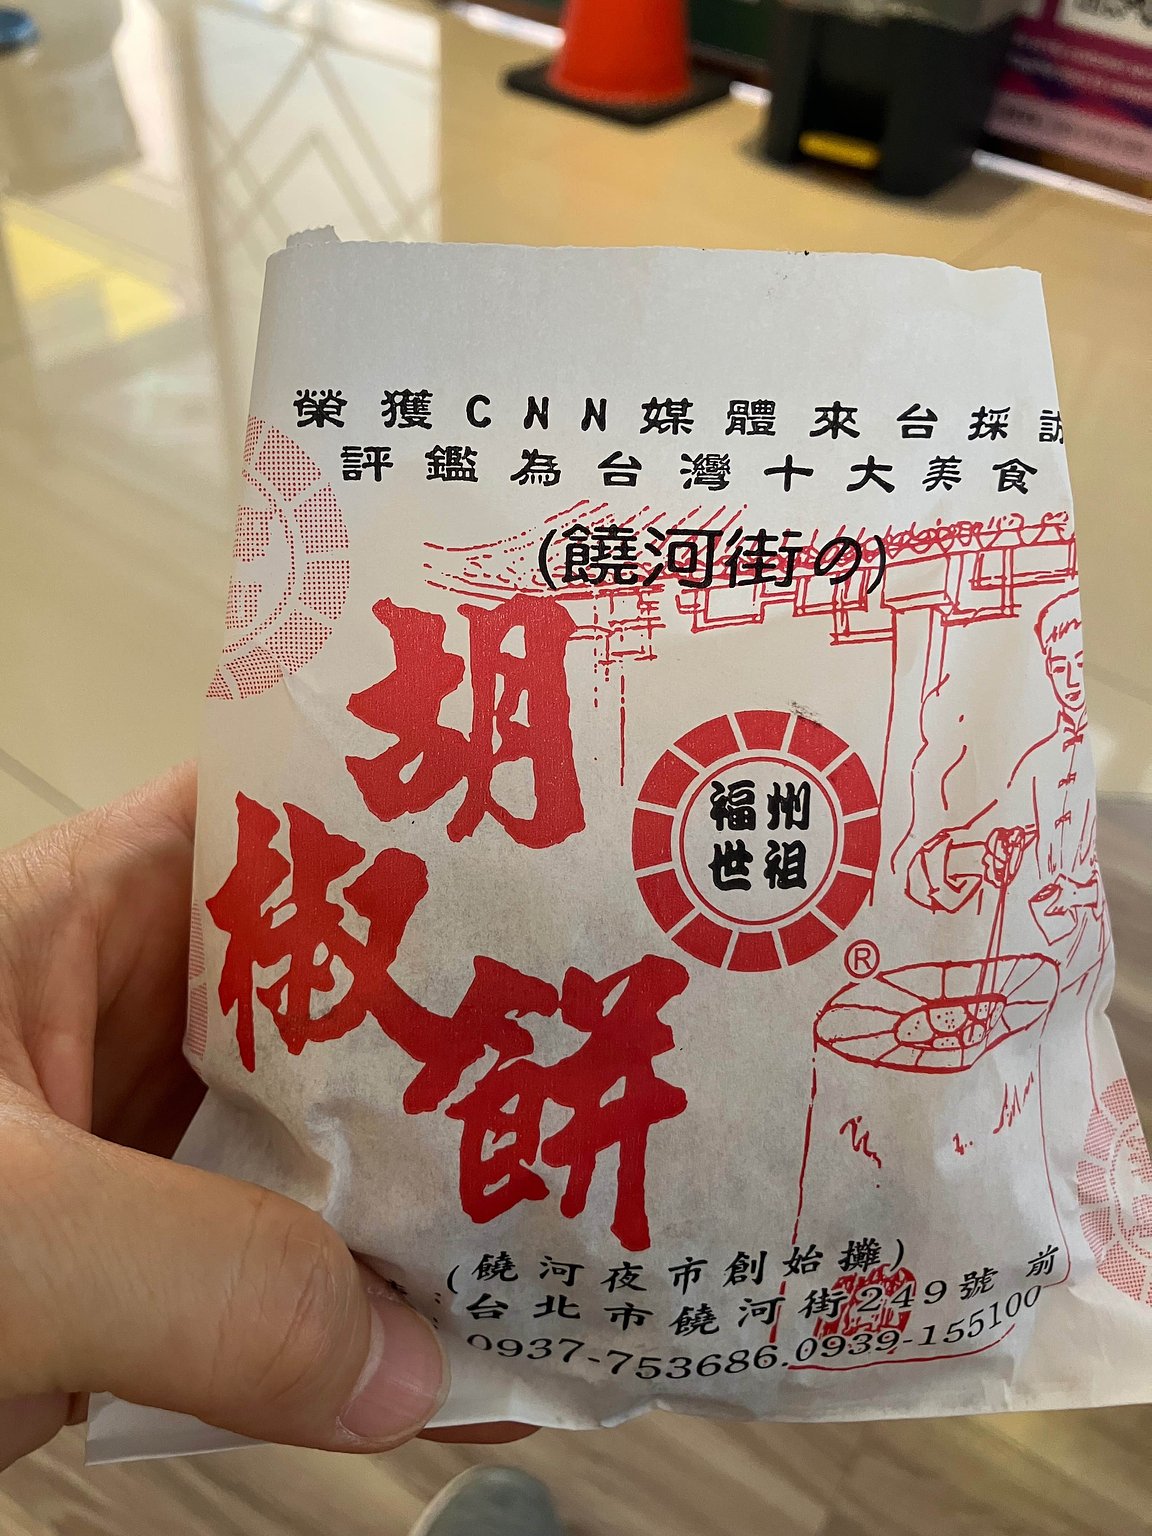 榮獲CNN媒體來台採訪
評鑑為台灣十大美食
(饒河街の)
胡
椒
餅
福州
世祖
®
(饒河夜市創始攤)
台北市饒河街249號前
0937-753686.0939-155100